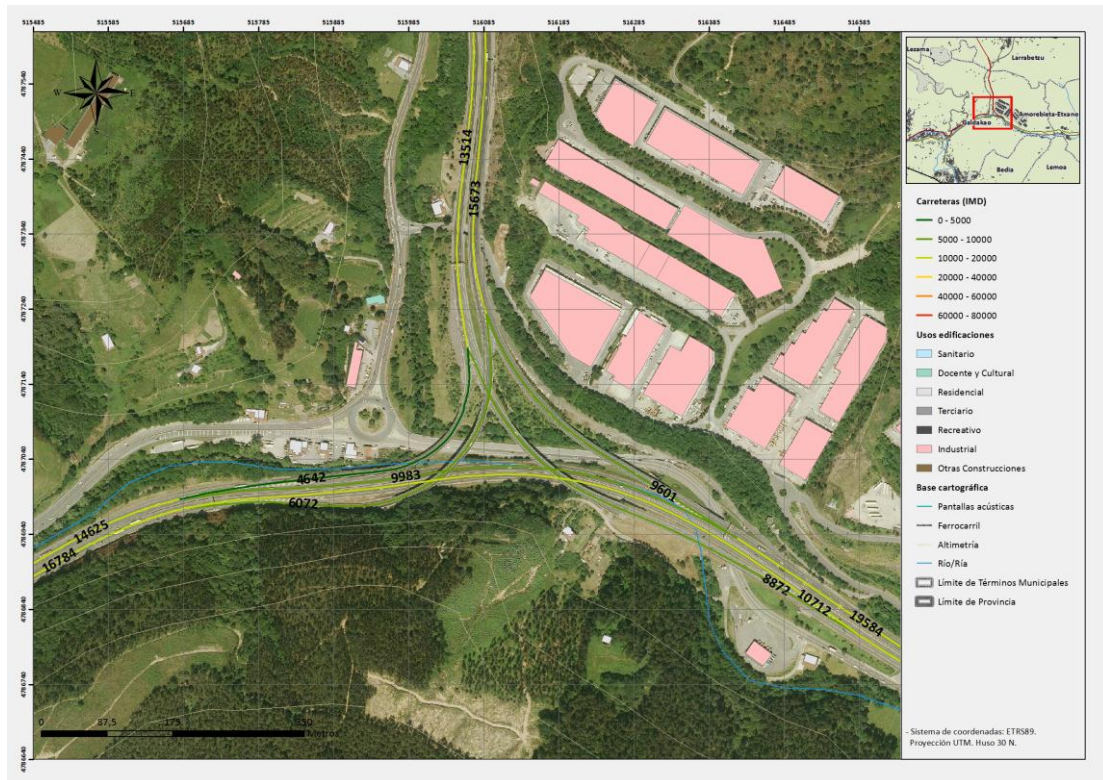 515485 515585 515685 515785 515885 515985 516085 516185 516285 516385 516485 516585
4787540
4787440
4787340
4787240
4787140
4787040
4786940
4786840
4786740
4786640
W E
13514
15673
4642
9983
6072
9601
14625
16784
8872
10712
19584
0 87,5 175 350
Metros
Lezama
Larrabetzu
Galdakao
Amorebieta-Etxano
Bedia
Lemoa
Carreteras (IMD)
0 - 5000
5000 - 10000
10000 - 20000
20000 - 40000
40000 - 60000
60000 - 80000
Usos edificaciones
Sanitario
Docente y Cultural
Residencial
Terciario
Recreativo
Industrial
Otras Construcciones
Base cartográfica
Pantallas acústicas
Ferrocarril
Altimetría
Río/Ría
Límite de Términos Municipales
Límite de Provincia
- Sistema de coordenadas: ETRS89.
Proyección UTM. Huso 30 N.